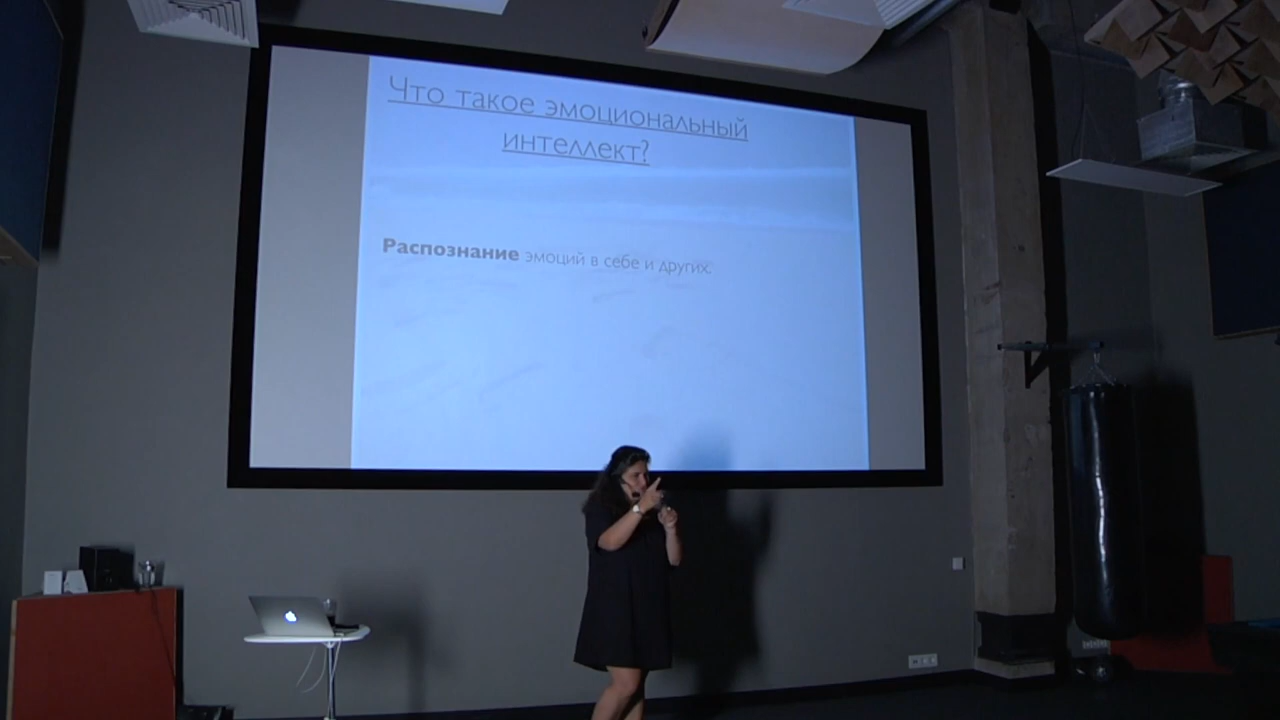 Что такое эмоциональный
интеллект?
Распознание эмоций в себе и других.